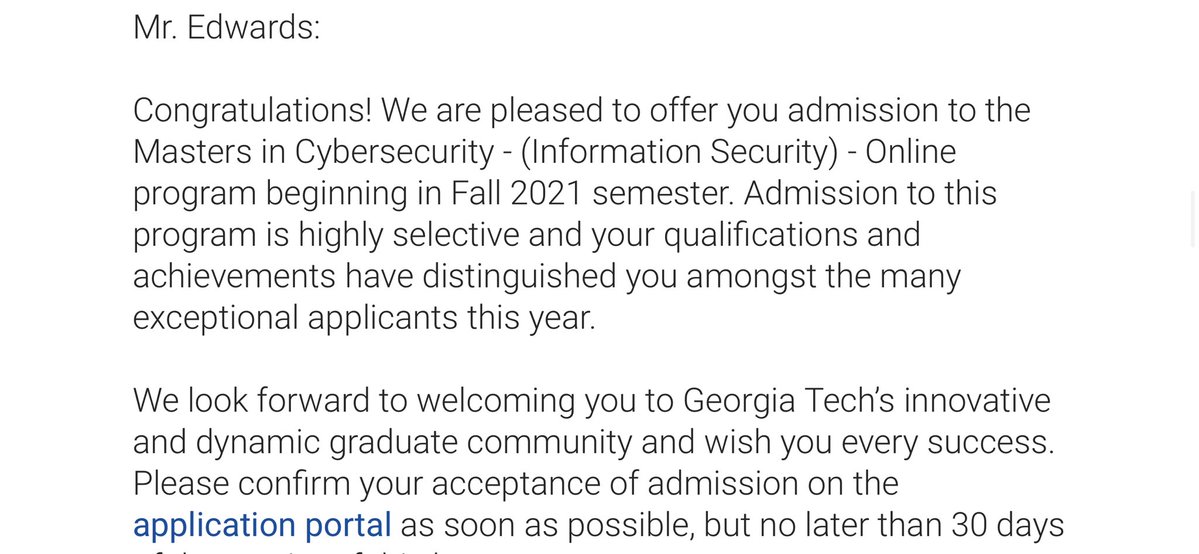 Mr. Edwards:
Congratulations! We are pleased to offer you admission to the
Masters in Cybersecurity - (Information Security) - Online
program beginning in Fall 2021 semester. Admission to this
program is highly selective and your qualifications and
achievements have distinguished you amongst the many
exceptional applicants this year.
We look forward to welcoming you to Georgia Tech’s innovative
and dynamic graduate community and wish you every success.
Please confirm your acceptance of admission on the
application portal as soon as possible, but no later than 30 days